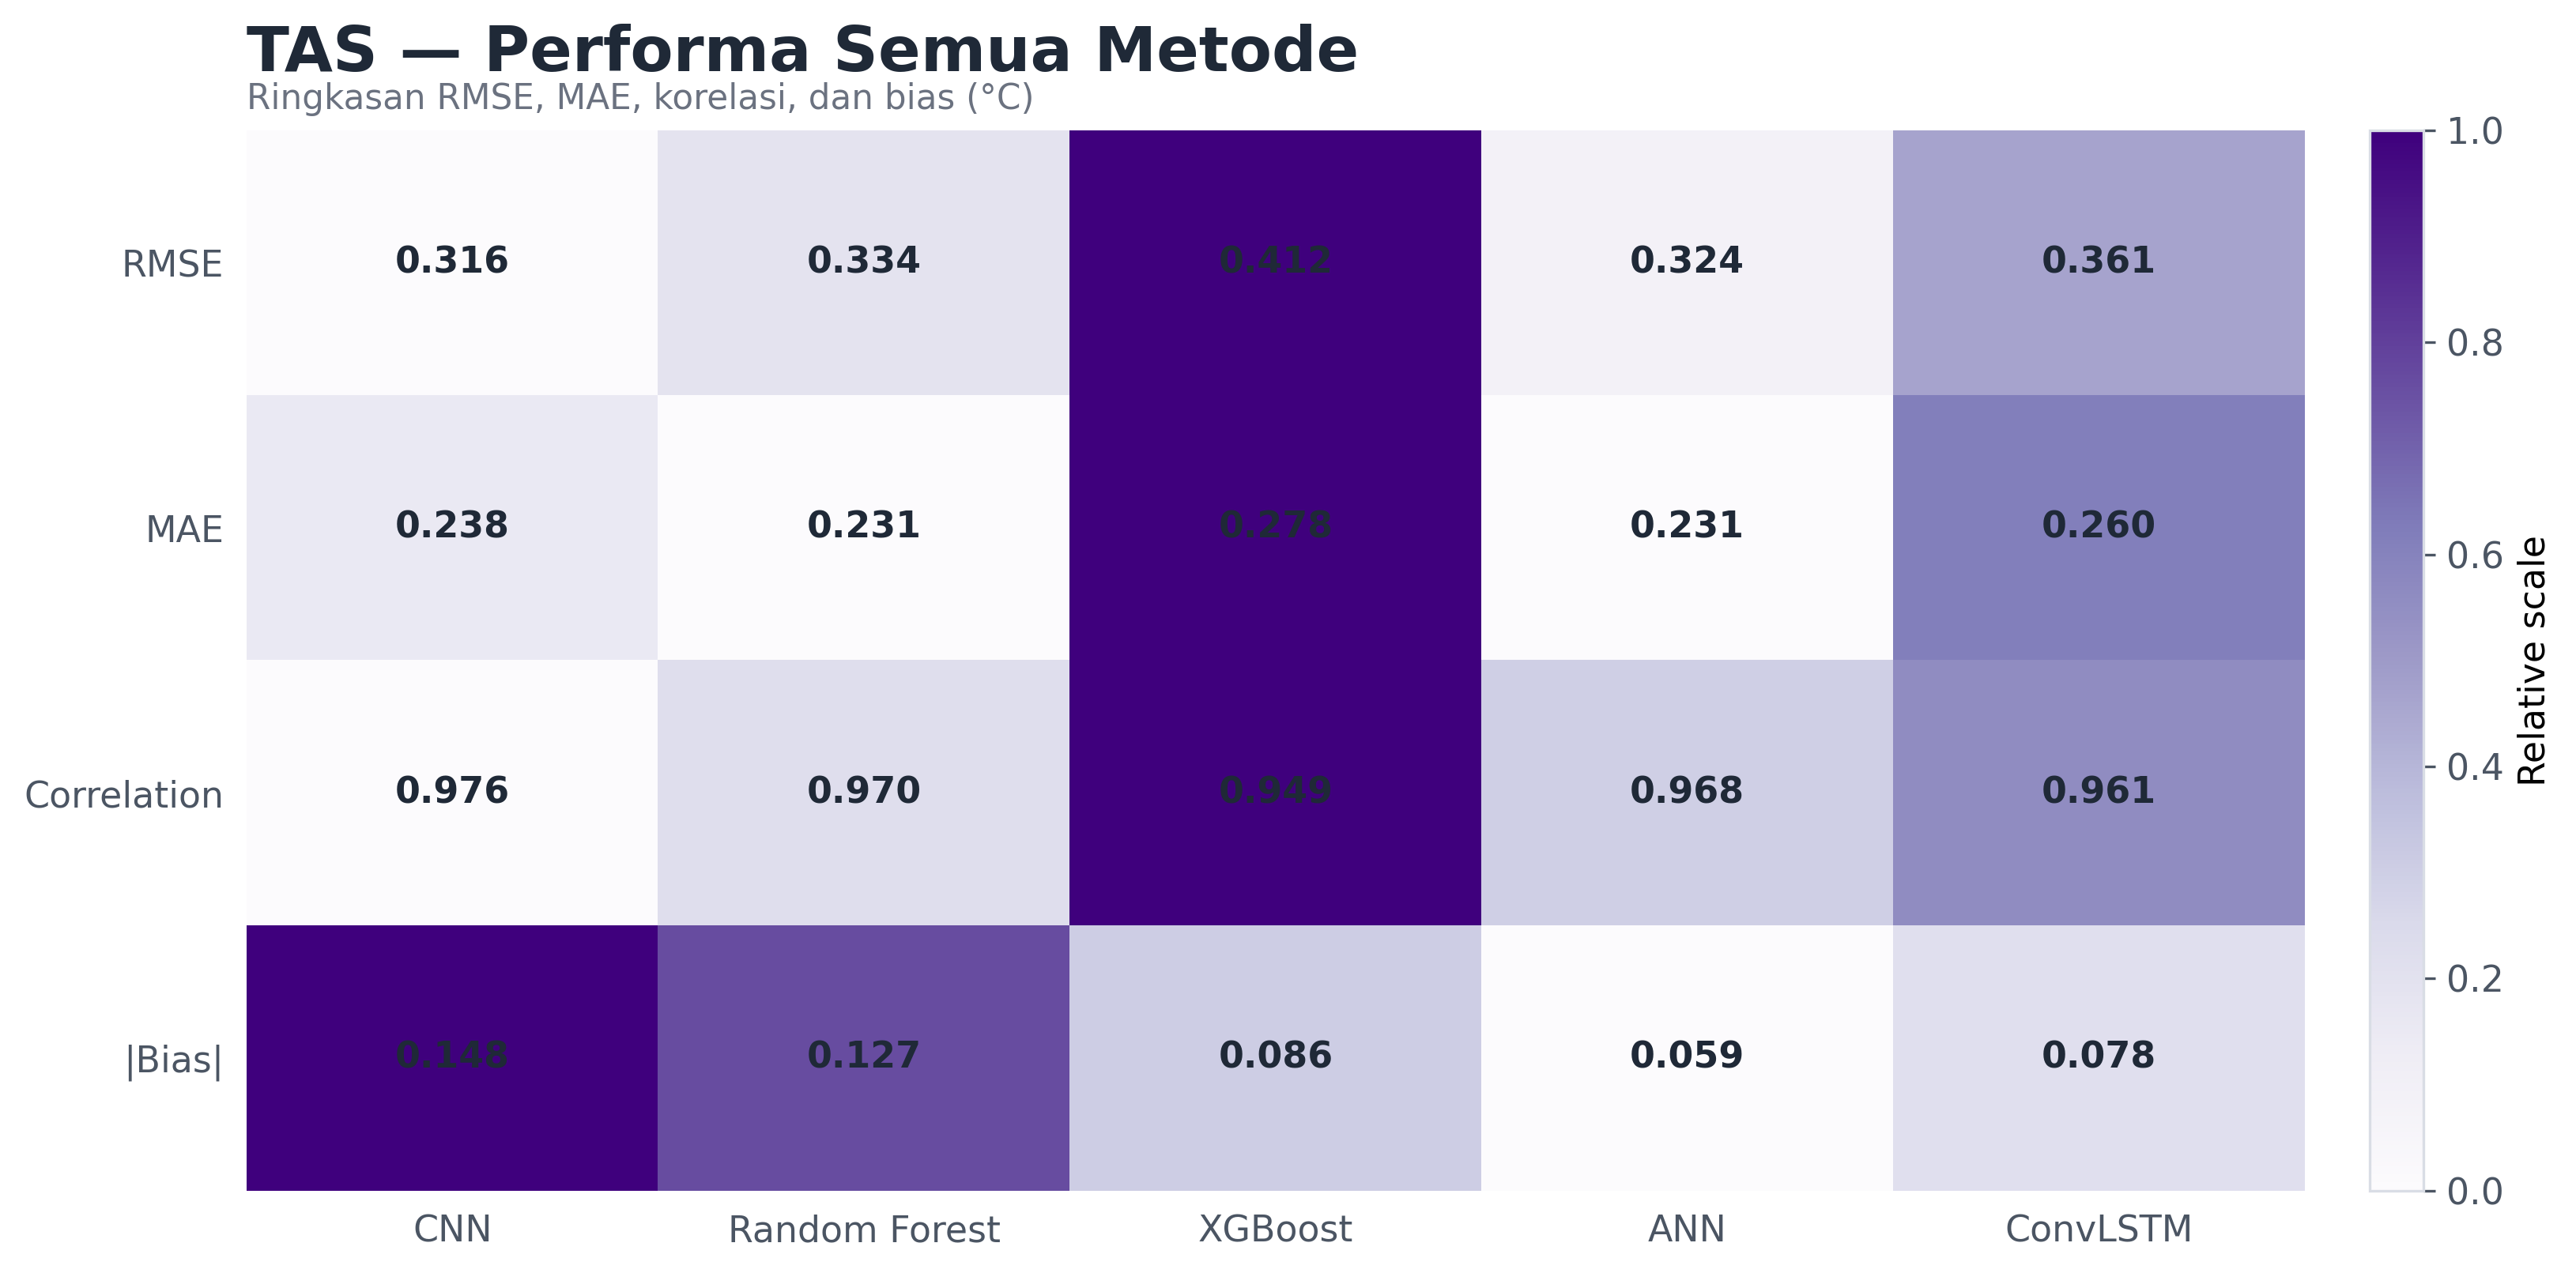 TAS — Performa Semua Metode
Ringkasan RMSE, MAE, korelasi, dan bias (°C)
RMSE 0.316 0.334 0.412 0.324 0.361
MAE 0.238 0.231 0.278 0.231 0.260
Correlation 0.976 0.970 0.949 0.968 0.961
|Bias| 0.148 0.127 0.086 0.059 0.078
CNN Random Forest XGBoost ANN ConvLSTM
1.0
0.8
0.6
0.4
0.2
0.0
Relative scale